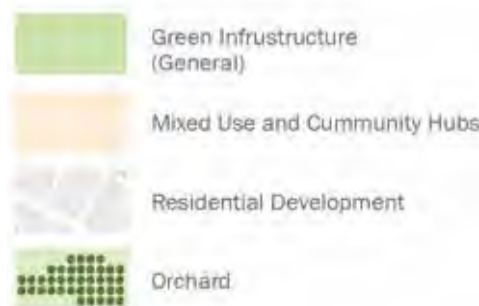 Green Infrustructure
(General)
Mixed Use and Cummunity Hubs
Residential Development
Orchard